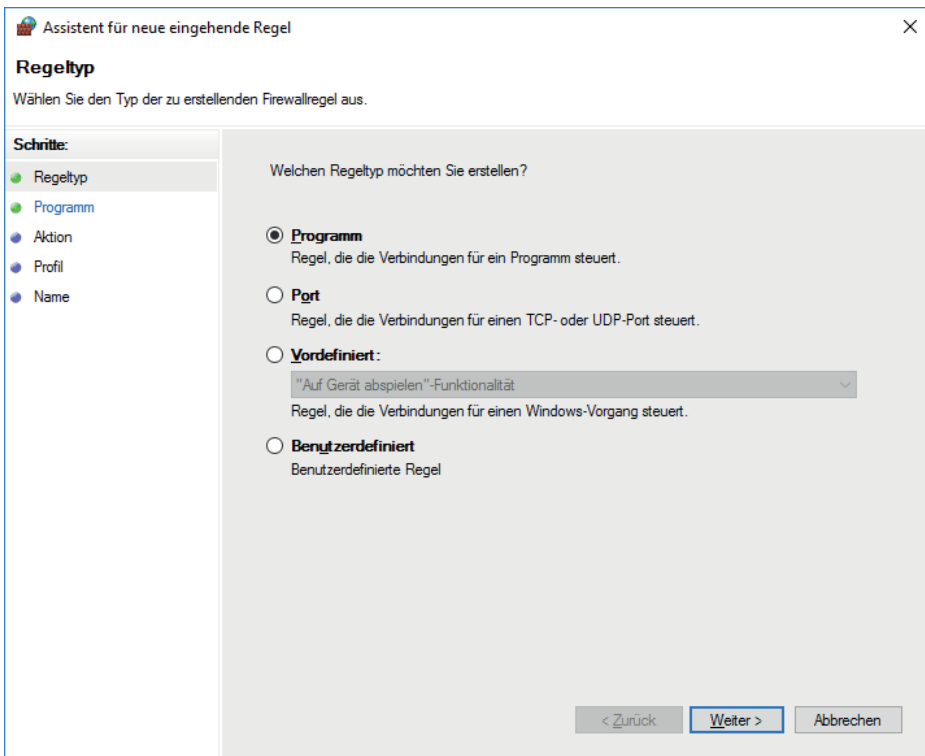 Assistent für neue eingehende Regel
Regeltyp
Wählen Sie den Typ der zu erstellenden Firewallregel aus.
Schritte:
Regeltyp
Programm
Aktion
Profil
Name
Welchen Regeltyp möchten Sie erstellen?
Programm
Regel, die die Verbindungen für ein Programm steuert.
Port
Regel, die die Verbindungen für einen TCP- oder UDP-Port steuert.
Vordefiniert:
"Auf Gerät abspielen"-Funktionalität
Regel, die die Verbindungen für einen Windows-Vorgang steuert.
Benutzerdefiniert
Benutzerdefinierte Regel
< Zurück Weiter > Abbrechen